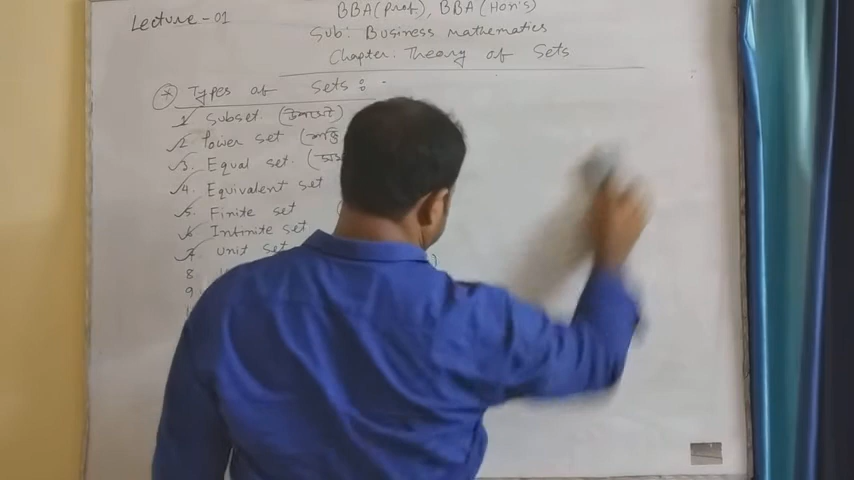 Lecture - 01
BBA (Prof), BBA (Hon's)
Sub: Business mathematics
Chapter: Theory of Sets
* Types of Sets :-
1. Subset. (উপসেট)
2. Power set (শক্তি
3. Equal set. (
4. Equivalent set
5. Finite set (
6. Infinite set
7. Unit set
8
9